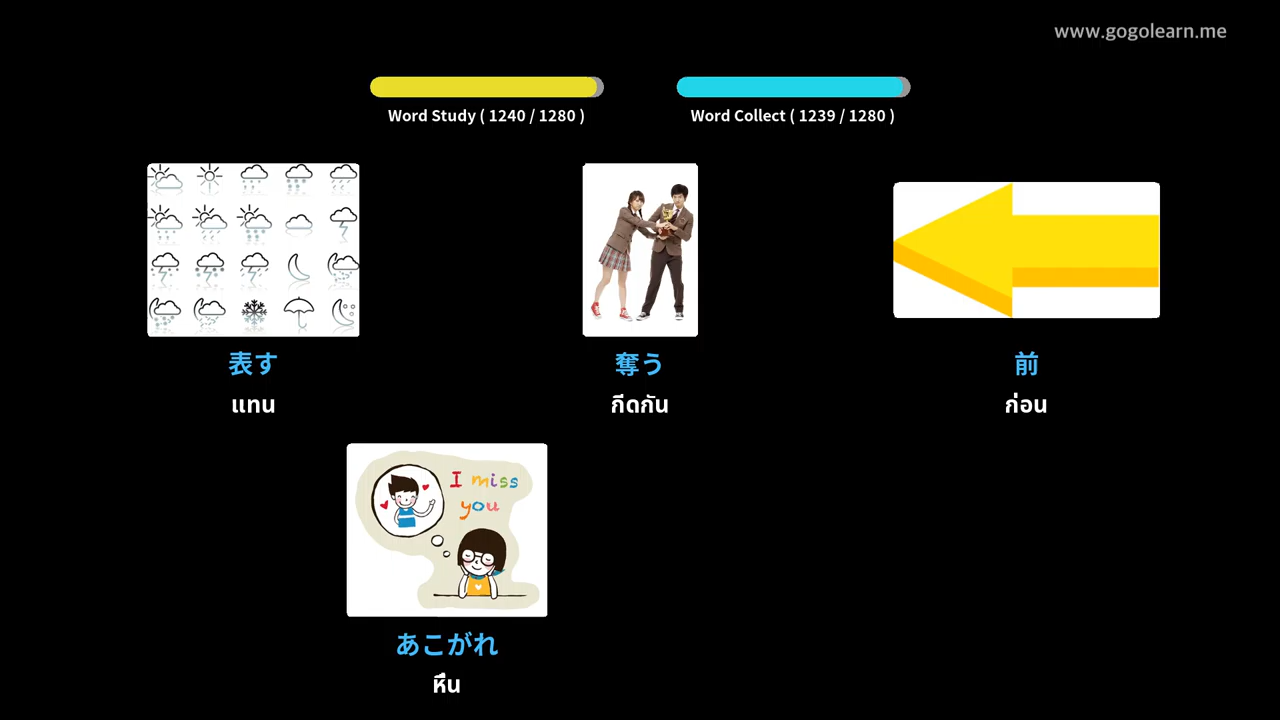 www.gogolearn.me
Word Study ( 1240 / 1280 )
Word Collect ( 1239 / 1280 )
表す
แทน
奪う
กีดกัน
前
ก่อน
I miss
you
あこがれ
หื่น